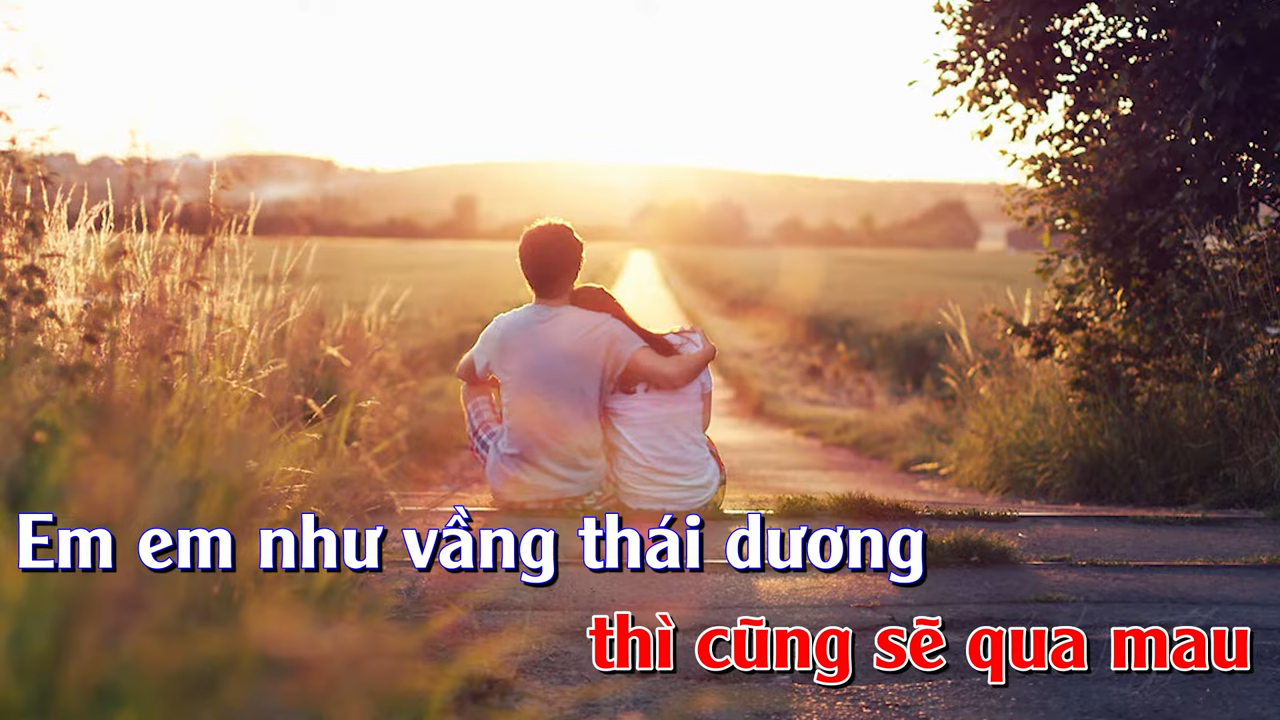 Em em như vầng thái dương
thì cũng sẽ qua mau